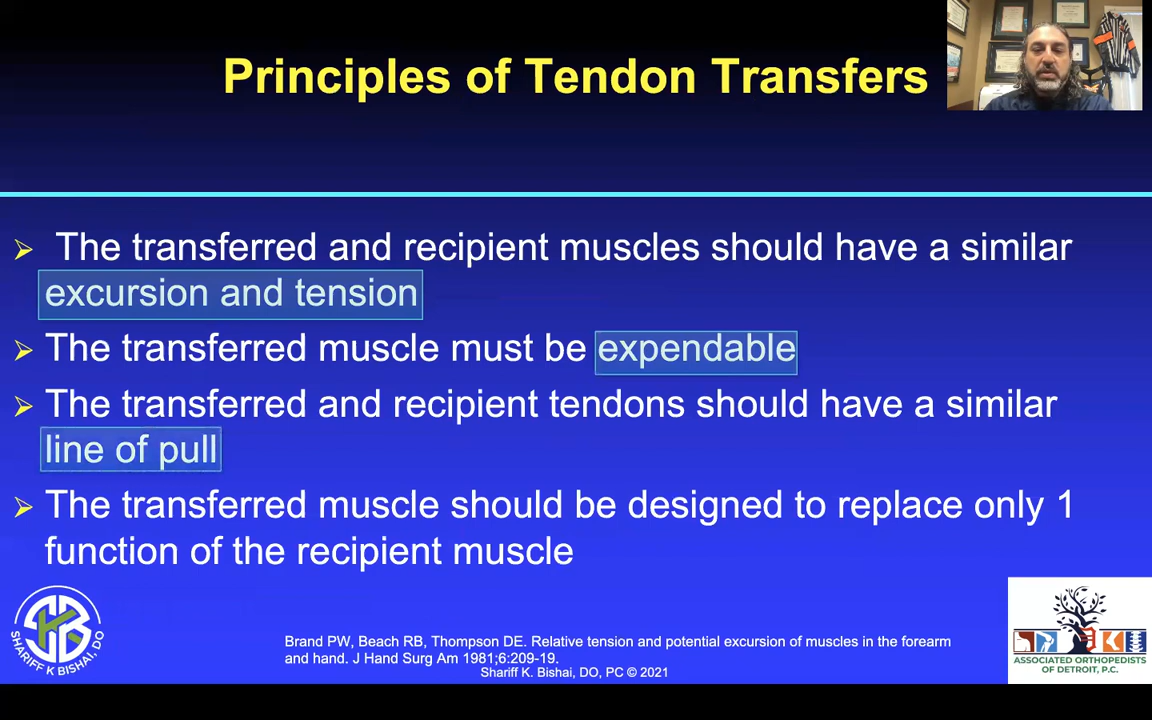 Principles of Tendon Transfers
➢ The transferred and recipient muscles should have a similar
excursion and tension
➢ The transferred muscle must be expendable
➢ The transferred and recipient tendons should have a similar
line of pull
➢ The transferred muscle should be designed to replace only 1
function of the recipient muscle
SHARIFF K BISHAI, DO
Brand PW, Beach RB, Thompson DE. Relative tension and potential excursion of muscles in the forearm
and hand. J Hand Surg Am 1981;6:209-19.
Shariff K. Bishai, DO, PC © 2021
ASSOCIATED ORTHOPEDISTS
OF DETROIT, P.C.